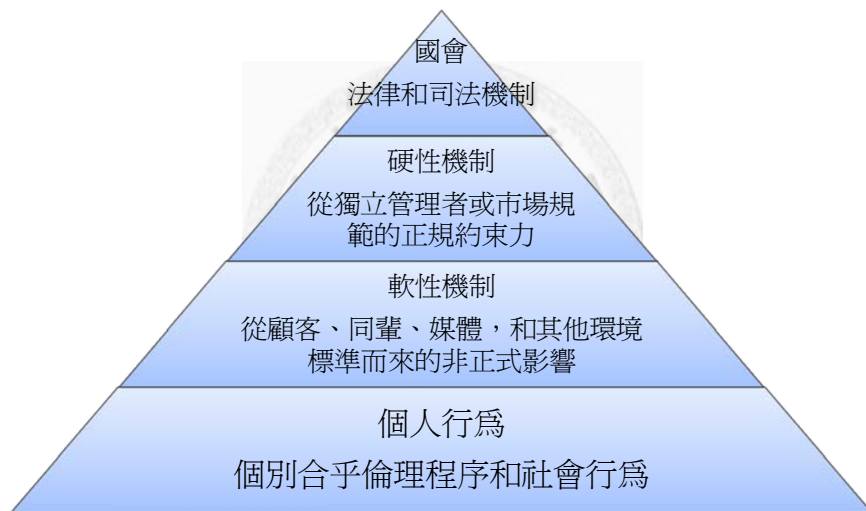 國會
法律和司法機制
硬性機制
從獨立管理者或市場規
範的正規約束力
軟性機制
從顧客、同輩、媒體，和其他環境
標準而來的非正式影響
個人行為
個別合乎倫理程序和社會行為